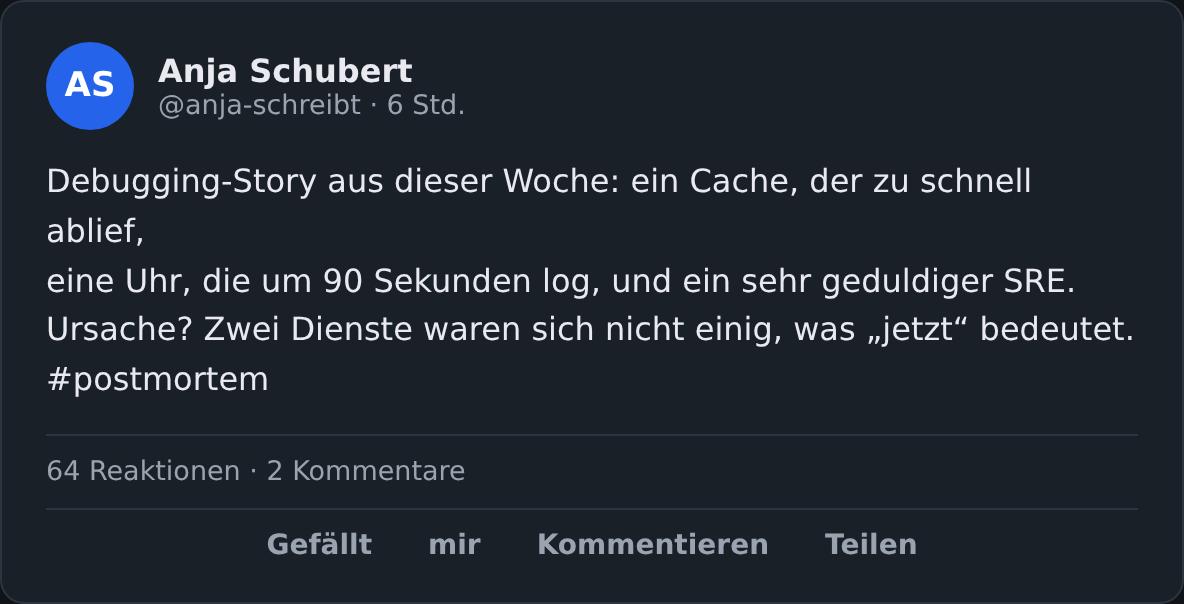 AS
Anja Schubert
@anja-schreibt · 6 Std.
Debugging-Story aus dieser Woche: ein Cache, der zu schnell
ablief,
eine Uhr, die um 90 Sekunden log, und ein sehr geduldiger SRE.
Ursache? Zwei Dienste waren sich nicht einig, was „jetzt“ bedeutet.
#postmortem
64 Reaktionen · 2 Kommentare
Gefällt mir Kommentieren Teilen